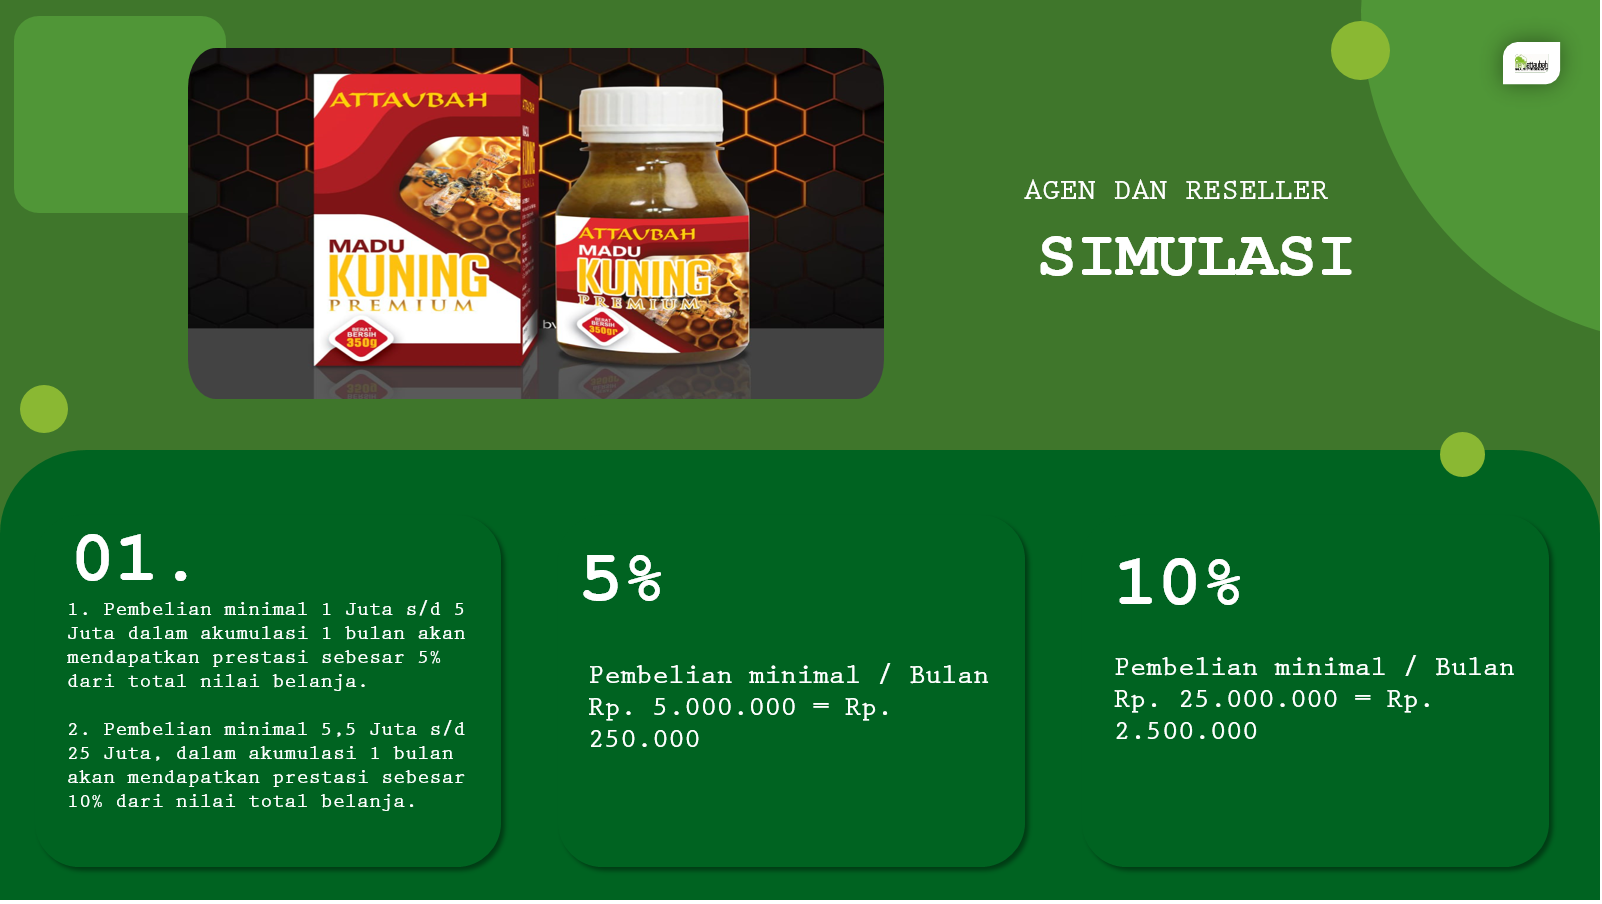 ATTAUBAH
MADU
KUNING
PREMIUM
BERAT
BERSIH
350g
by
ATTAUBAH
MADU
KUNING
PREMIUM
BERAT
BERSIH
350gr
AGEN DAN RESELLER
SIMULASI
01.
1. Pembelian minimal 1 Juta s/d 5
Juta dalam akumulasi 1 bulan akan
mendapatkan prestasi sebesar 5%
dari total nilai belanja.
2. Pembelian minimal 5,5 Juta s/d
25 Juta, dalam akumulasi 1 bulan
akan mendapatkan prestasi sebesar
10% dari nilai total belanja.
5%
Pembelian minimal / Bulan
Rp. 5.000.000 = Rp.
250.000
10%
Pembelian minimal / Bulan
Rp. 25.000.000 = Rp.
2.500.000